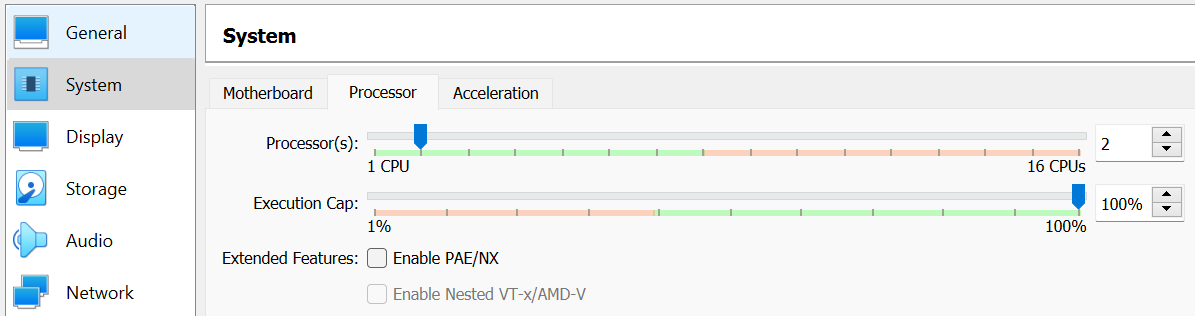 General
System
Display
Storage
Audio
Network
System
Motherboard Processor Acceleration
Processor(s): 2
1 CPU 16 CPUs
Execution Cap: 100%
1% 100%
Extended Features: Enable PAE/NX
Enable Nested VT-x/AMD-V